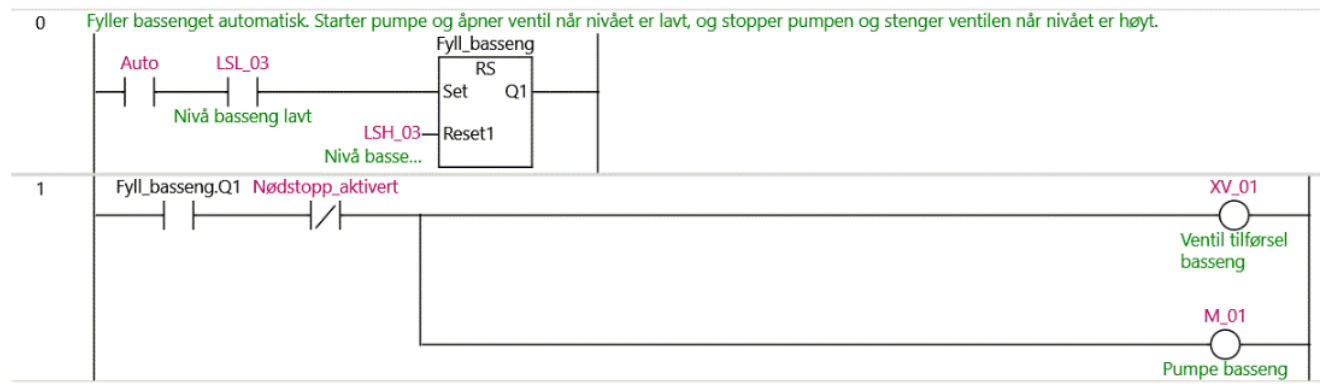 0 Fyller bassenget automatisk. Starter pumpe og åpner ventil når nivået er lavt, og stopper pumpen og stenger ventilen når nivået er høyt.
Fyll_basseng
Auto LSL_03 RS
Set Q1
Nivå basseng lavt
LSH_03 Reset1
Nivå basse...
1 Fyll_basseng.Q1 Nødstopp_aktivert XV_01
Ventil tilførsel
basseng
M_01
Pumpe basseng